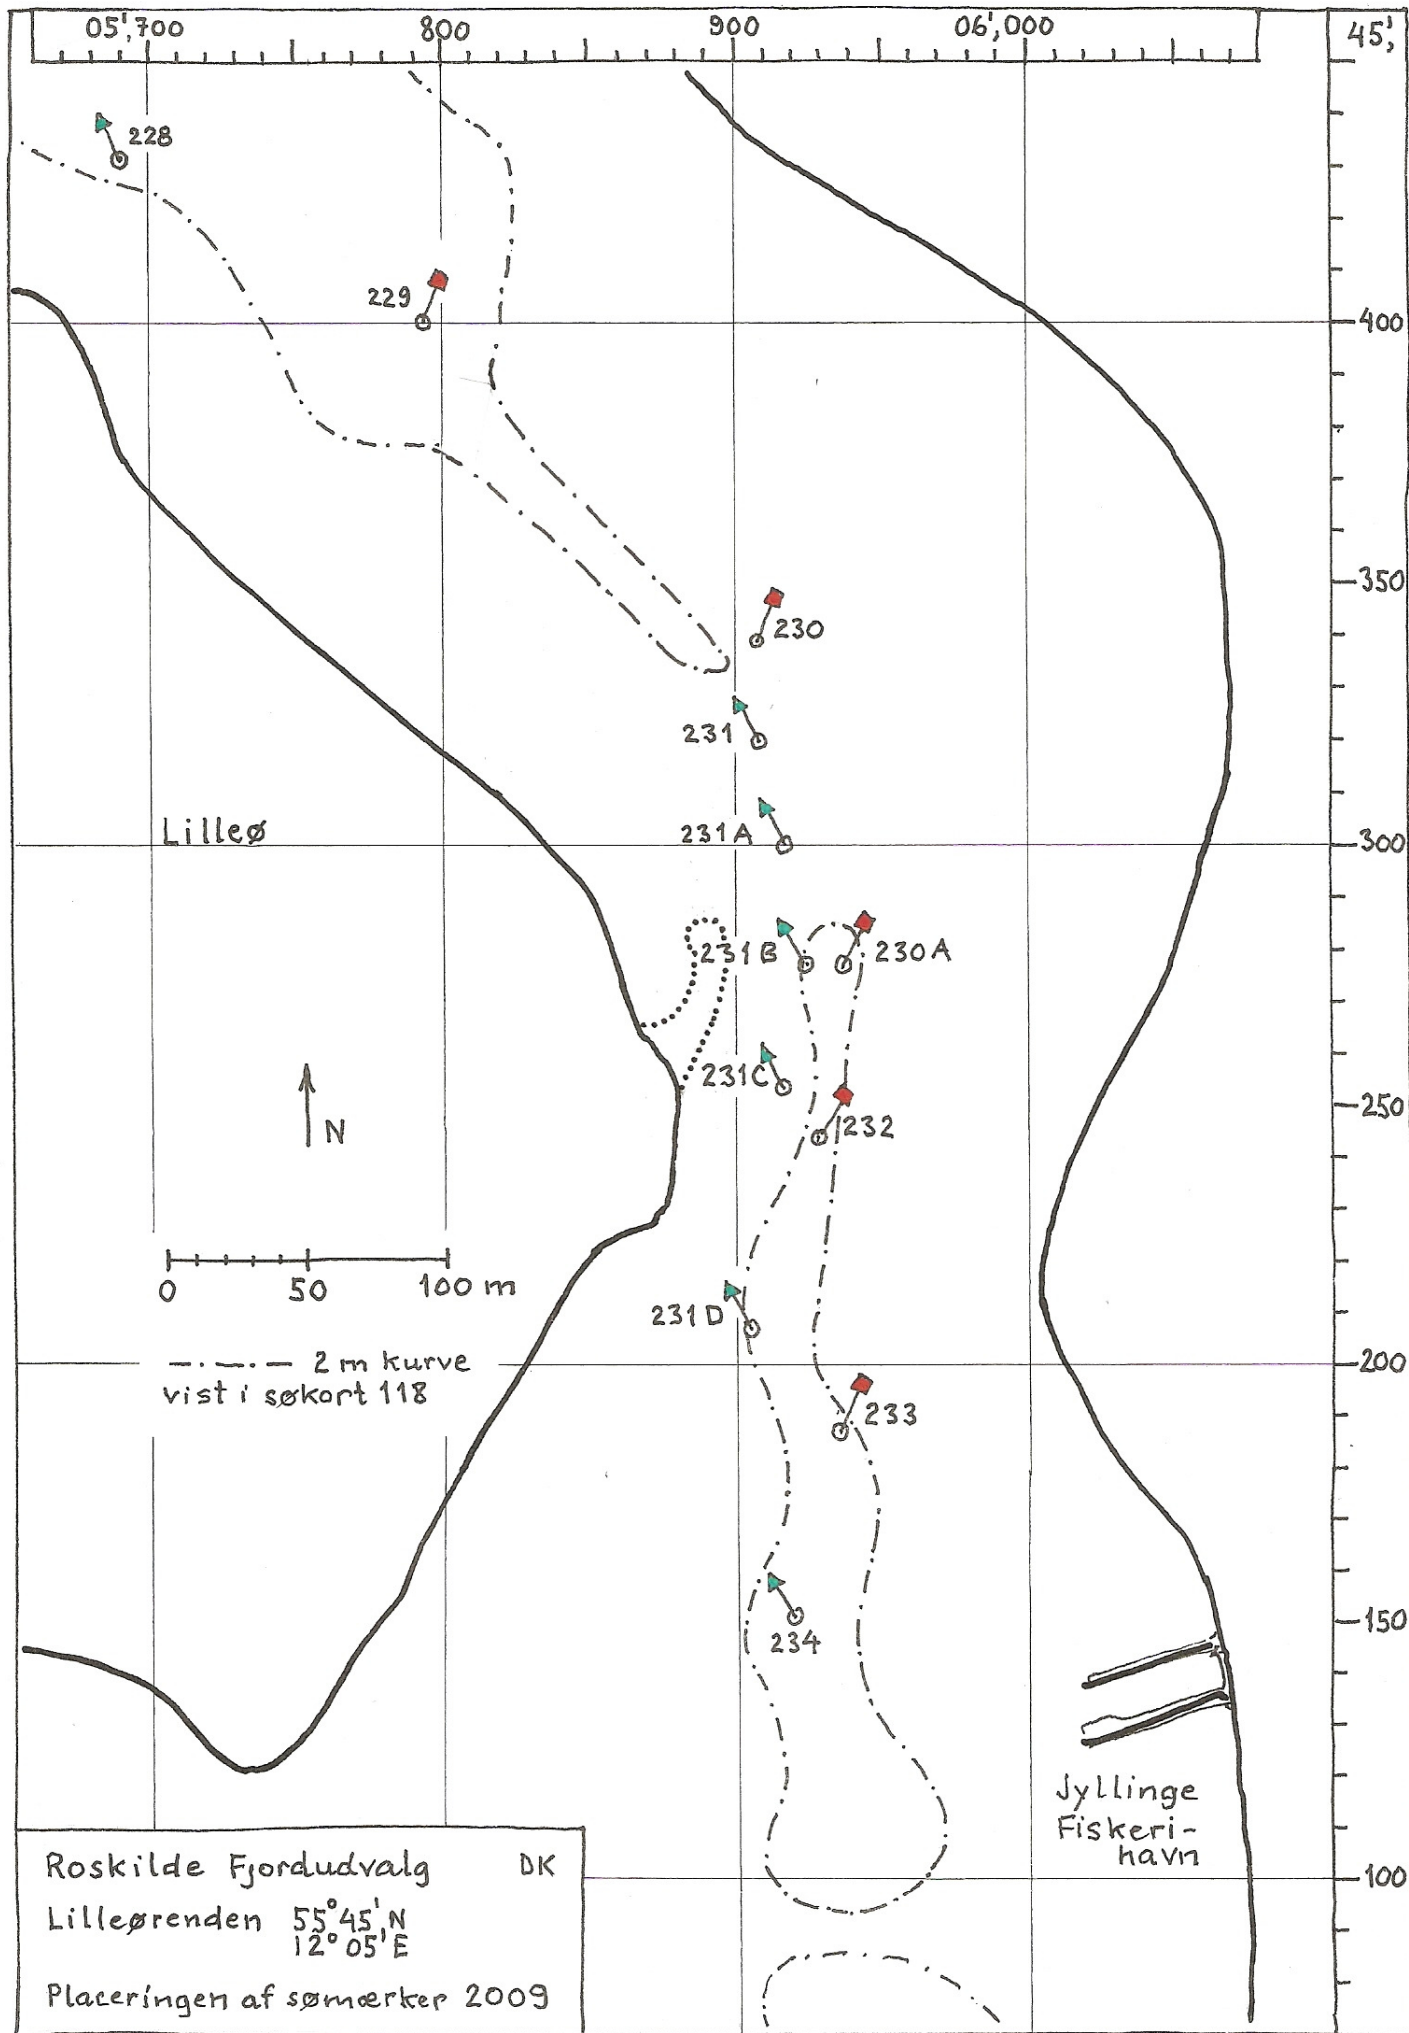 05',700 800 900 06',000 45',
228
229
400
350
230
231
231A
Lilleø
300
231B
230A
231C
250
232
N
0 50 100 m
231D
2 m kurve
200
vist i søkort 118
233
150
234
Jyllinge
Fiskeri-
havn
100
Roskilde Fjordudvalg DK
Lilleørenden 55°45'N
12°05'E
Placeringen af sømærker 2009